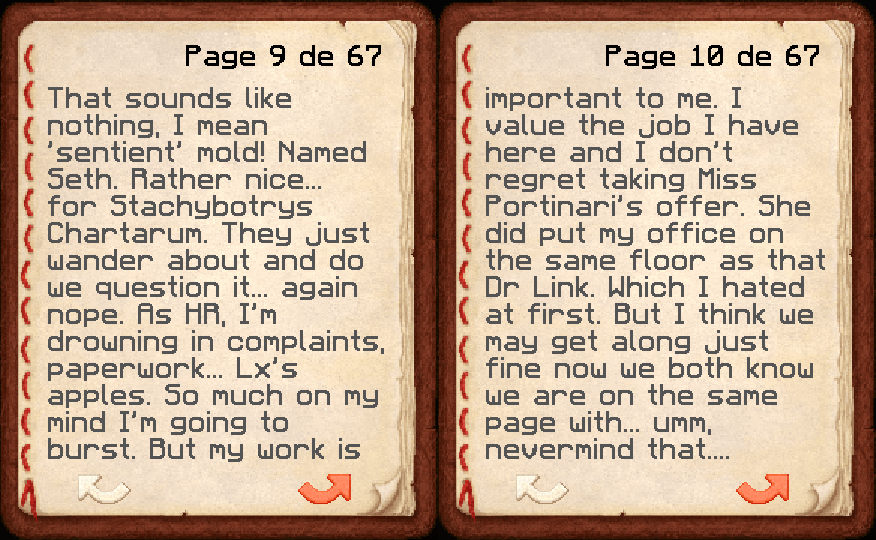 Page 9 de 67
That sounds like
nothing, I mean
'sentient' mold! Named
Seth. Rather nice...
for Stachybotrys
Chartarum. They just
wander about and do
we question it... again
nope. As HR, I'm
drowning in complaints,
paperwork... Lx's
apples. So much on my
mind I'm going to
burst. But my work is
Page 10 de 67
important to me. I
value the job I have
here and I don't
regret taking Miss
Portinari's offer. She
did put my office on
the same floor as that
Dr Link. Which I hated
at first. But I think we
may get along just
fine now we both know
we are on the same
page with... umm,
nevermind that....